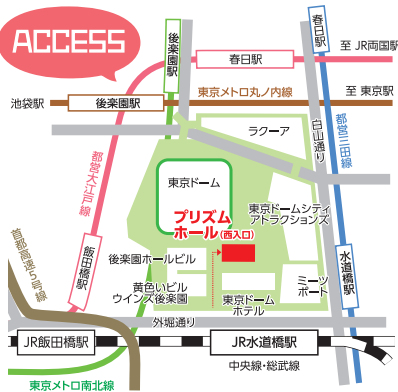 ACCESS
後楽園駅
春日駅
春日駅
至 JR両国駅
東京メトロ丸ノ内線
至 東京駅
池袋駅
後楽園駅
ラクーア
白山通り
都営三田線
都営大江戸線
東京ドーム
東京ドームシティ
アトラクションズ
プリズム
ホール(西入口)
首都高速5号線
飯田橋駅
後楽園ホールビル
黄色いビル
ウインズ後楽園
東京ドーム
ホテル
ミーツ
ポート
水道橋駅
外堀通り
JR飯田橋駅
JR水道橋駅
中央線・総武線
東京メトロ南北線